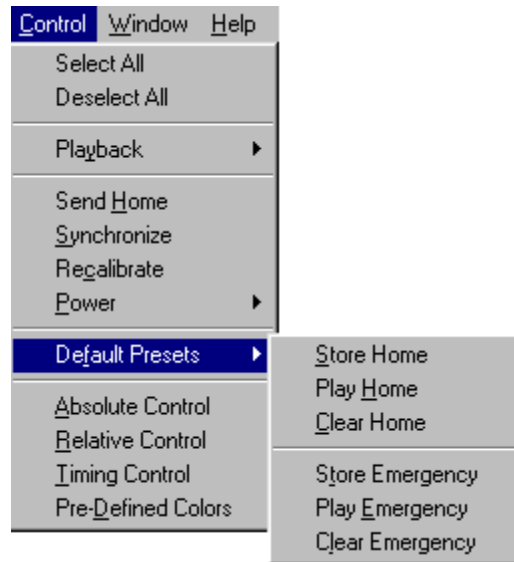 Control Window Help
Select All
Deselect All
Playback
Send Home
Synchronize
Recalibrate
Power
Default Presets
Store Home
Play Home
Clear Home
Store Emergency
Play Emergency
Clear Emergency
Absolute Control
Relative Control
Timing Control
Pre-Defined Colors